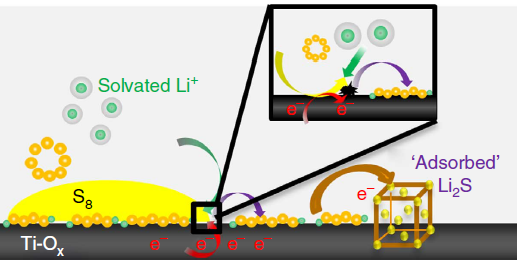 Solvated Li⁺
e⁻ e⁻
'Adsorbed'
Li₂S
e⁻
S₈
Ti-Oₓ
e⁻ e⁻ e⁻ e⁻